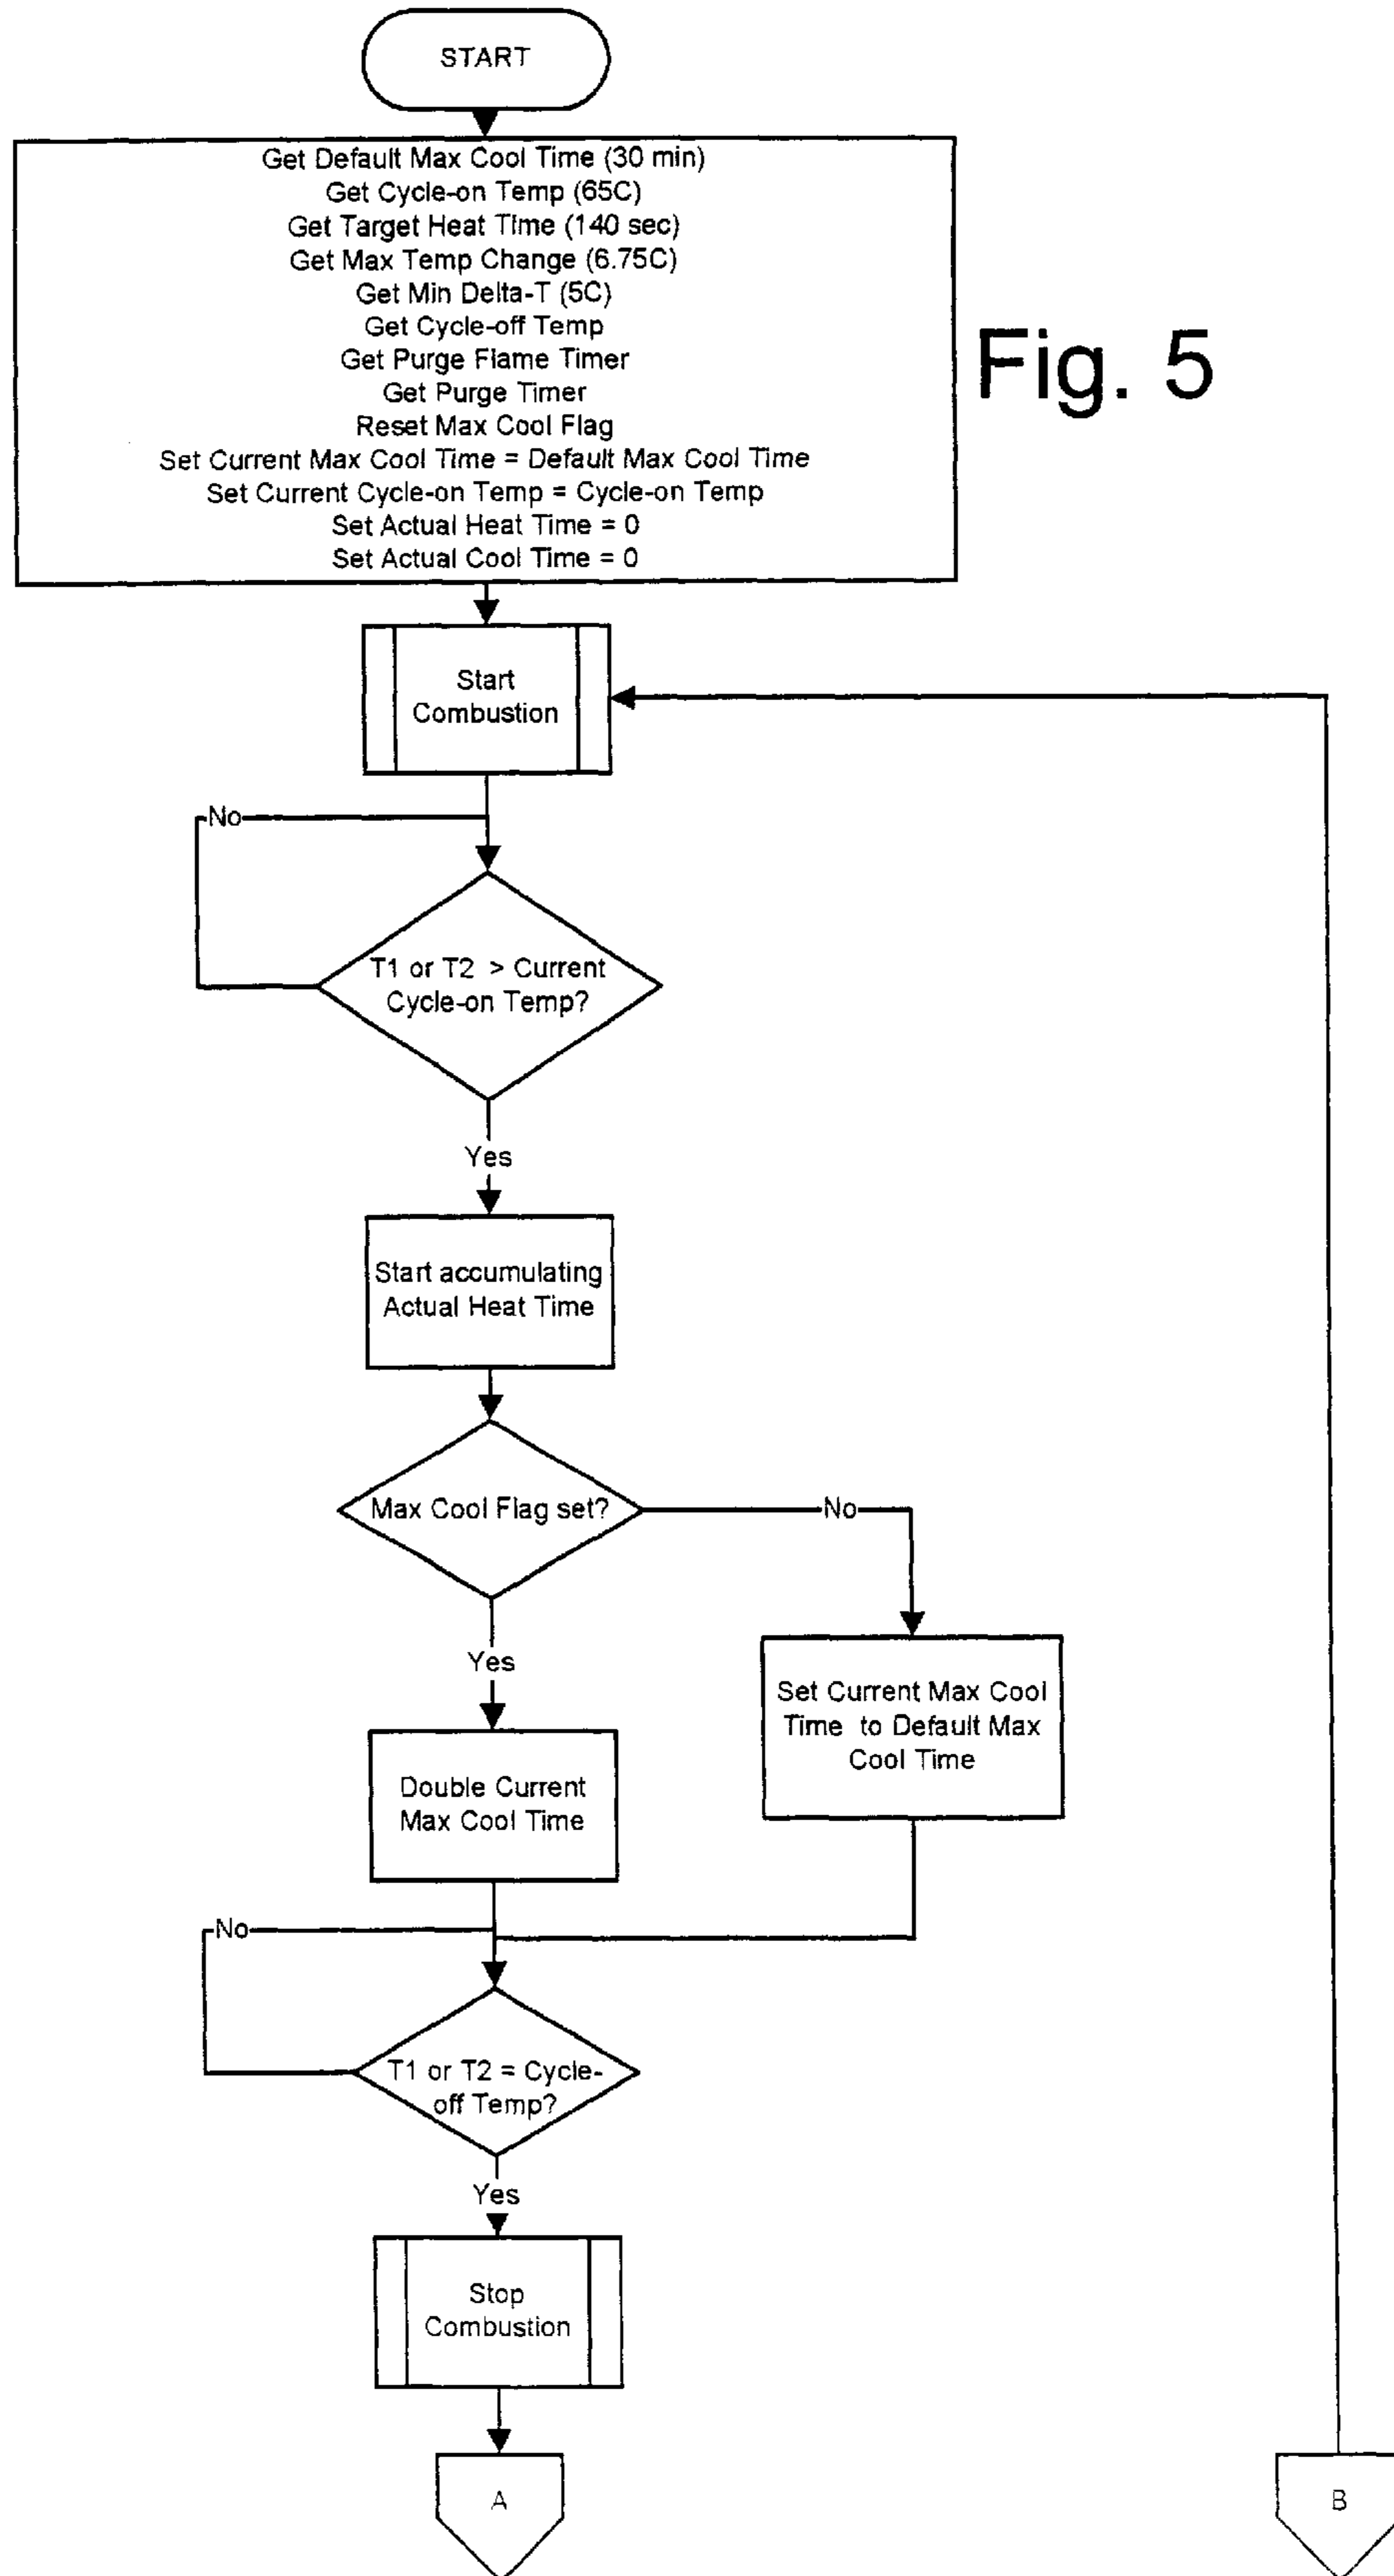 START
Get Default Max Cool Time (30 min)
Get Cycle-on Temp (65C)
Get Target Heat Time (140 sec)
Get Max Temp Change (6.75C)
Get Min Delta-T (5C)
Get Cycle-off Temp
Get Purge Flame Timer
Get Purge Timer
Reset Max Cool Flag
Set Current Max Cool Time = Default Max Cool Time
Set Current Cycle-on Temp = Cycle-on Temp
Set Actual Heat Time = 0
Set Actual Cool Time = 0
Fig. 5
Start
Combustion
No
T1 or T2 > Current
Cycle-on Temp?
Yes
Start accumulating
Actual Heat Time
Max Cool Flag set?
No
Yes
Set Current Max Cool
Time to Default Max
Cool Time
Double Current
Max Cool Time
No
T1 or T2 = Cycle-
off Temp?
Yes
Stop
Combustion
A
B